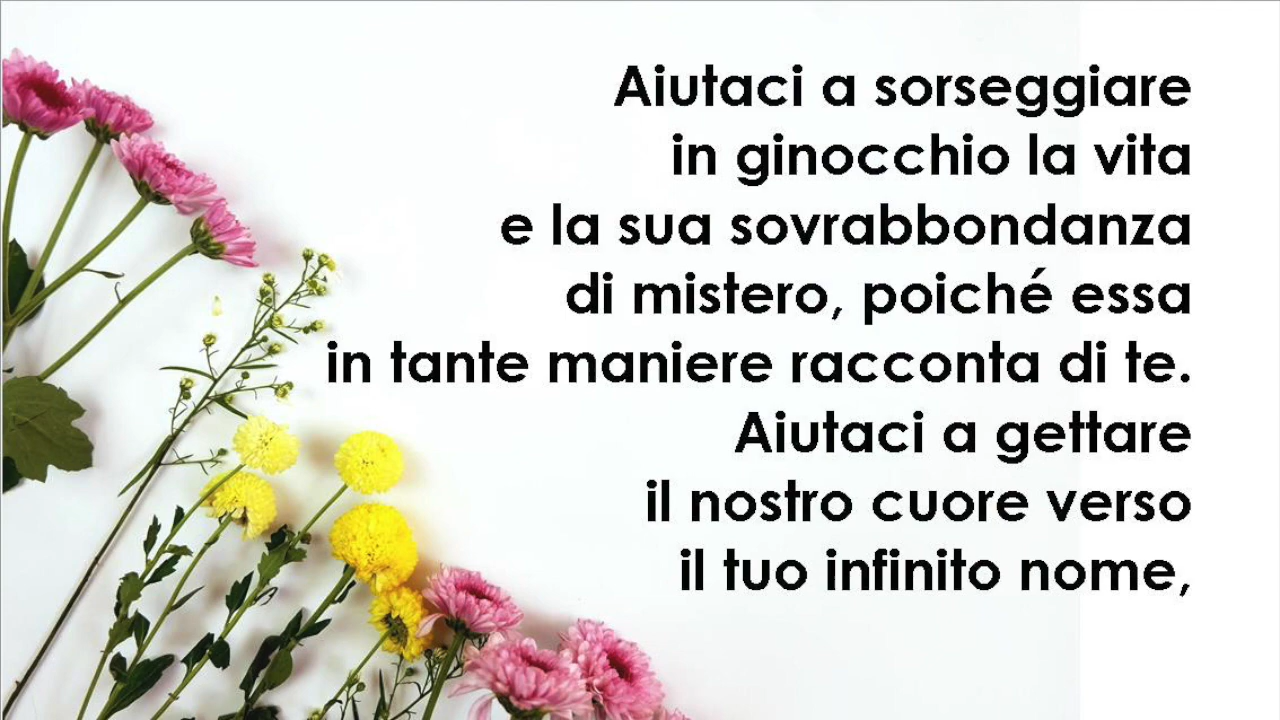 Aiutaci a sorseggiare
in ginocchio la vita
e la sua sovrabbondanza
di mistero, poiché essa
in tante maniere racconta di te.
Aiutaci a gettare
il nostro cuore verso
il tuo infinito nome,